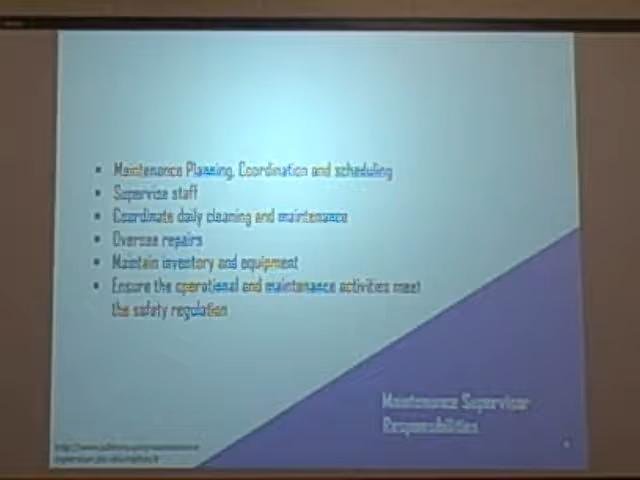 • Maintenance Planning, Coordination and scheduling
• Supervise staff
• Coordinate daily cleaning and maintenance
• Oversee repairs
• Maintain inventory and equipment
• Ensure the operational and maintenance activities meet
the safety regulation
Maintenance Supervisor
Responsibilities